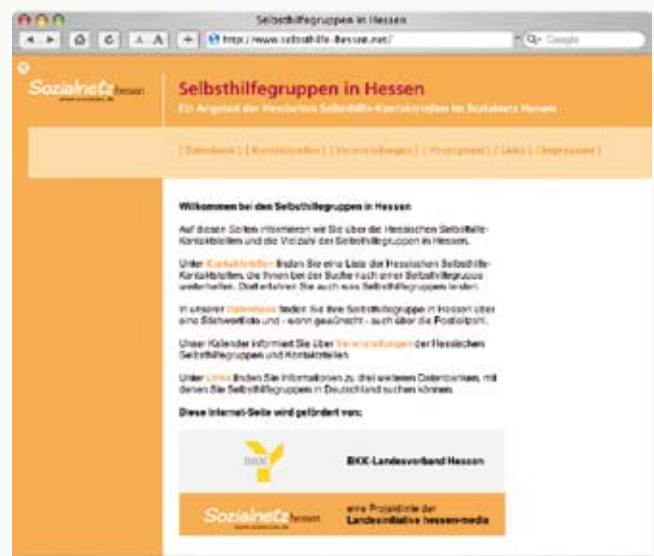 Selbsthilfegruppen in Hessen
A A + http://www.selbsthilfe-hessen.net/ Google
Sozialnetz hessen
Selbsthilfegruppen in Hessen
Ein Angebot der Hessischen Selbsthilfe-Kontaktstellen im Sozialnetz Hessen
[ Datenbank ] [ Kontaktstellen ] [ Veranstaltungen ] [ Hintergrund ] [ Links ] [ Impressum ]
Willkommen bei den Selbsthilfegruppen in Hessen
Auf diesen Seiten informieren wir Sie über die Hessischen Selbsthilfe-
Kontaktstellen und die Vielzahl der Selbsthilfegruppen in Hessen.
Unter Kontaktstellen finden Sie eine Liste der Hessischen Selbsthilfe-
Kontaktstellen, die Ihnen bei der Suche nach einer Selbsthilfegruppe
weiterhelfen. Dort erfahren Sie auch was Selbsthilfegruppen leisten.
In unserer Datenbank finden Sie Ihre Selbsthilfegruppe in Hessen über
eine Stichwortliste und - wenn gewünscht - auch über die Postleitzahl.
Unser Kalender informiert Sie über Veranstaltungen der Hessischen
Selbsthilfegruppen und Kontaktstellen
Unter Links finden Sie Informationen zu drei weiteren Datenbanken, mit
denen Sie Selbsthilfegruppen in Deutschland suchen können.
Diese Internet-Seite wird gefördert von:
BKK BKK-Landesverband Hessen
Sozialnetz hessen eine Projektlinie der
Landesinitiative hessen-media